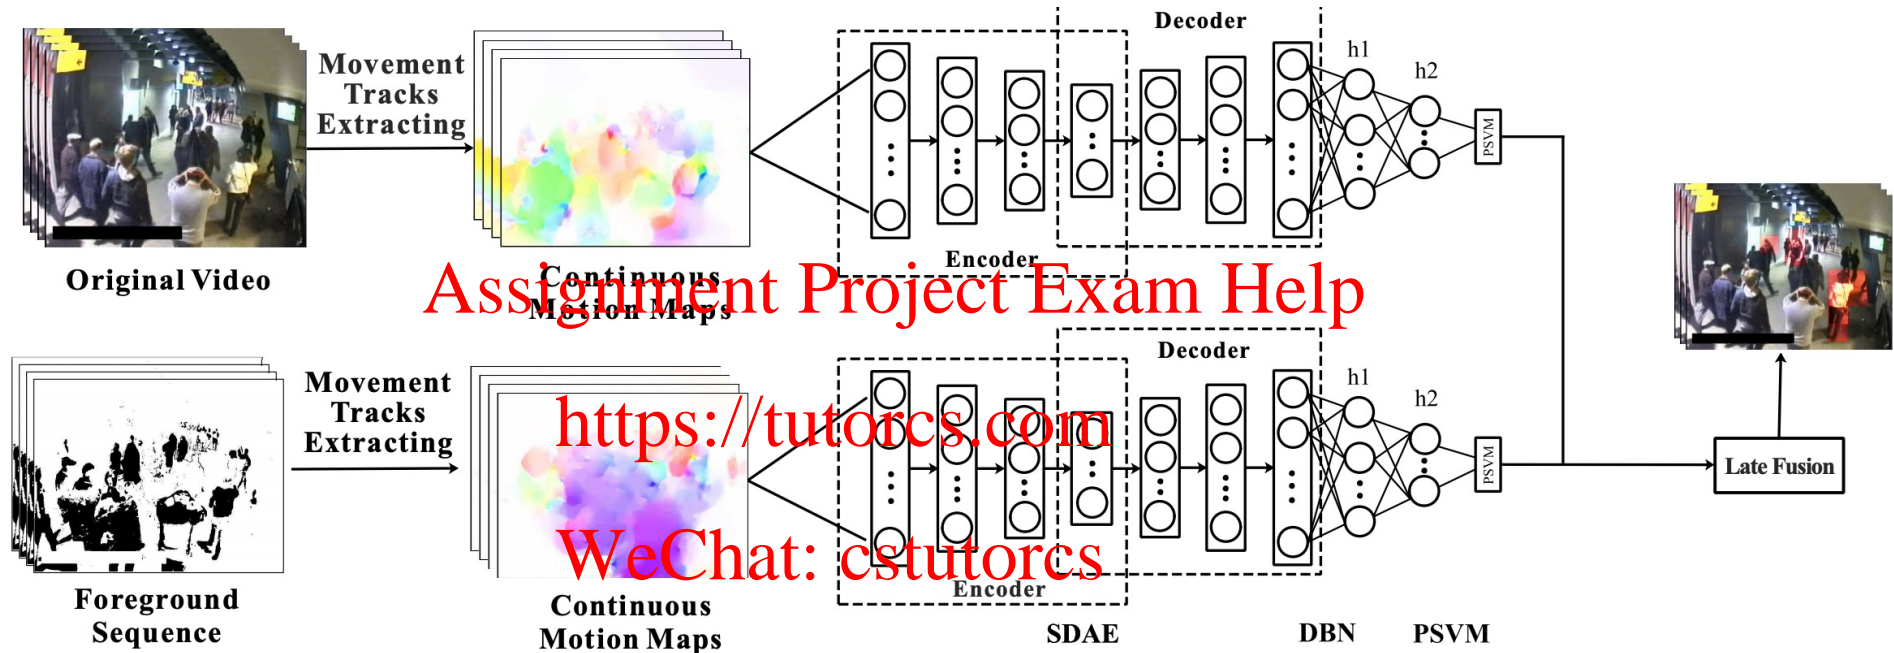 Decoder
h1
h2
Movement
Tracks
Extracting
PSVM
Encoder
Original Video
Continuous
Motion Maps
Assignment Project Exam Help
Decoder
h1
h2
Movement
Tracks
Extracting
https://tutorcs.com
PSVM
Late Fusion
WeChat: cstutorcs
Encoder
Foreground
Sequence
Continuous
Motion Maps
SDAE
DBN
PSVM